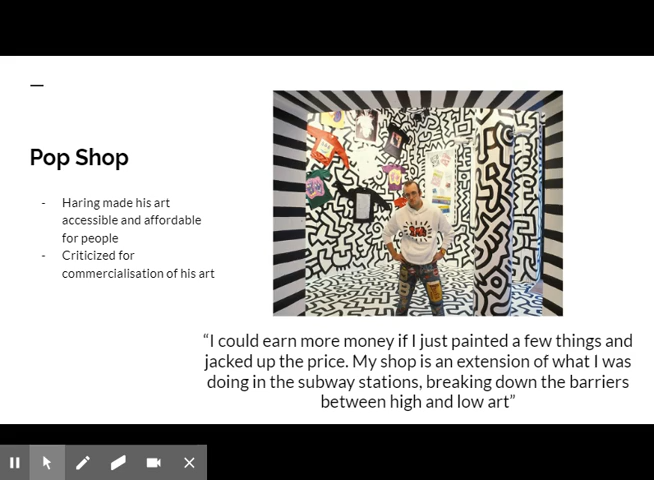 Pop Shop
- Haring made his art
accessible and affordable
for people
- Criticized for
commercialisation of his art
“I could earn more money if I just painted a few things and
jacked up the price. My shop is an extension of what I was
doing in the subway stations, breaking down the barriers
between high and low art”